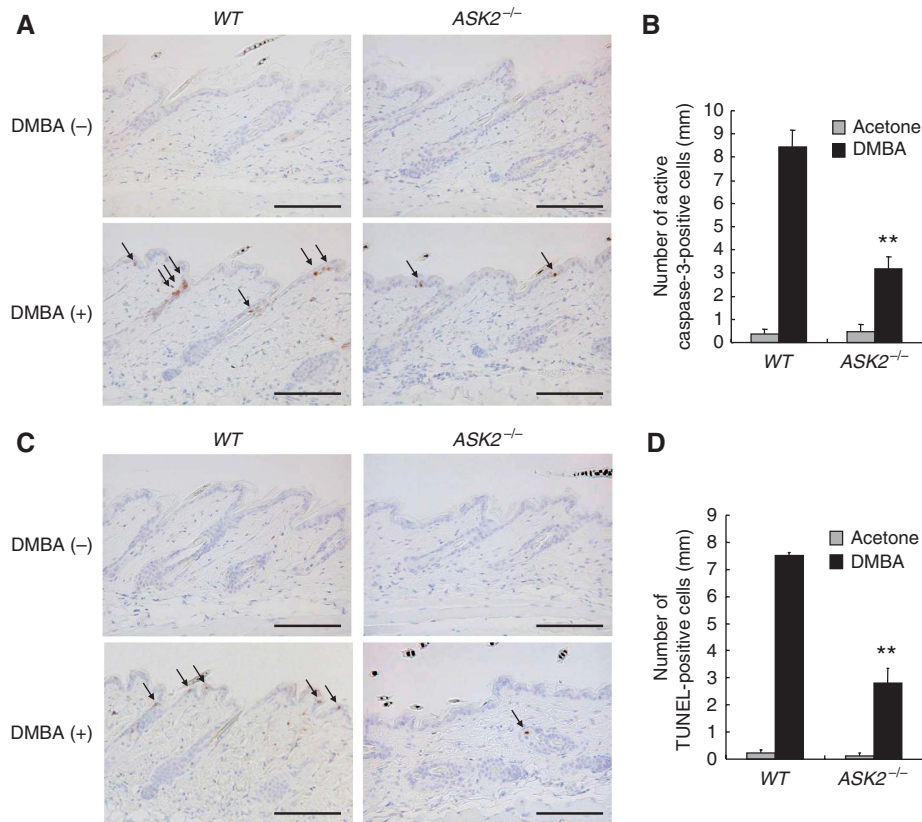 A
WT
ASK2−/−
DMBA (–)
DMBA (+)
B
Number of active
caspase-3-positive cells (mm)
10
9
8
7
6
5
4
3
2
1
0
Acetone
DMBA
**
WT
ASK2−/−
C
WT
ASK2−/−
DMBA (–)
DMBA (+)
D
Number of
TUNEL-positive cells (mm)
9
8
7
6
5
4
3
2
1
0
Acetone
DMBA
**
WT
ASK2−/−